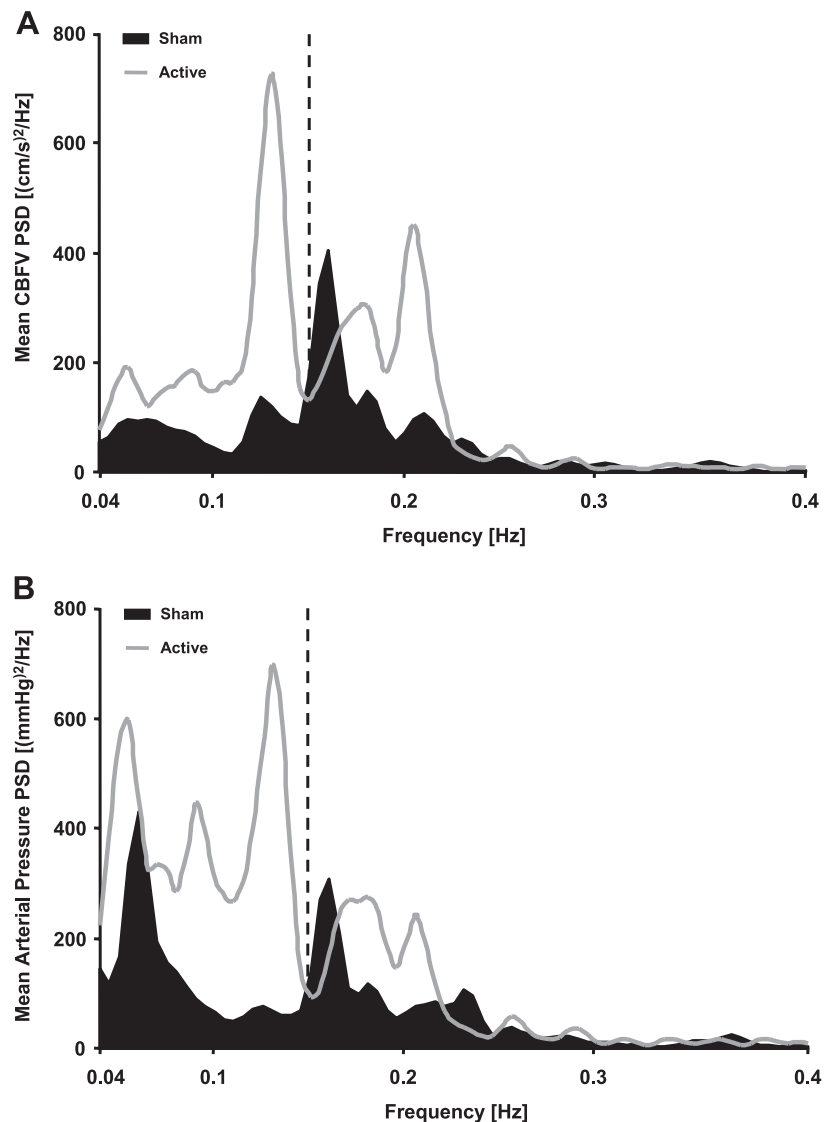 A
Mean CBFV PSD [(cm/s)2/Hz]
800
600
400
200
0
Sham
Active
0.04 0.1 0.2 0.3 0.4
Frequency [Hz]
B
Mean Arterial Pressure PSD [(mmHg)2/Hz]
800
600
400
200
0
Sham
Active
0.04 0.1 0.2 0.3 0.4
Frequency [Hz]